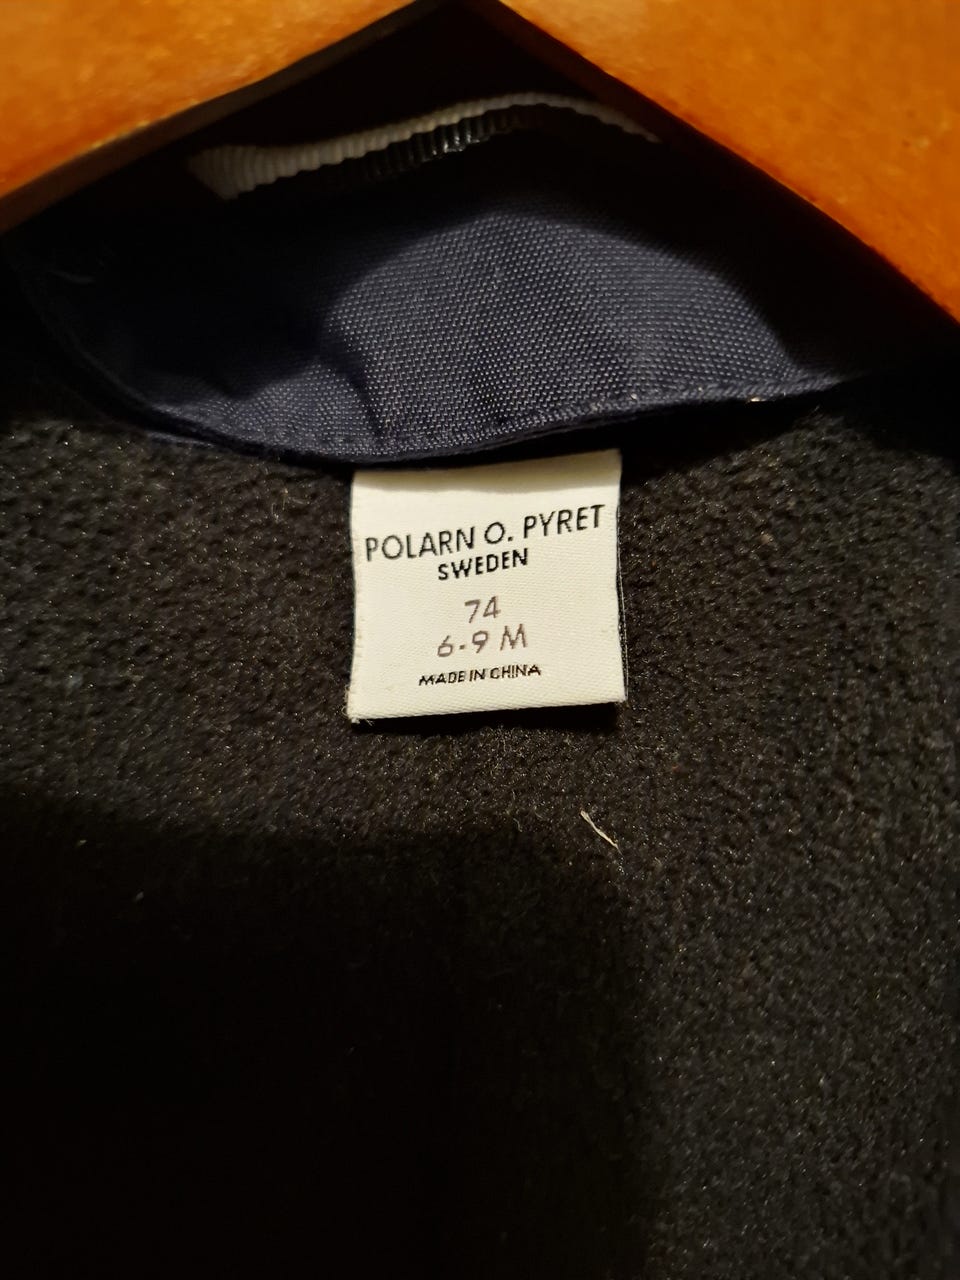 POLARN O. PYRET
SWEDEN
74
6-9 M
MADE IN CHINA